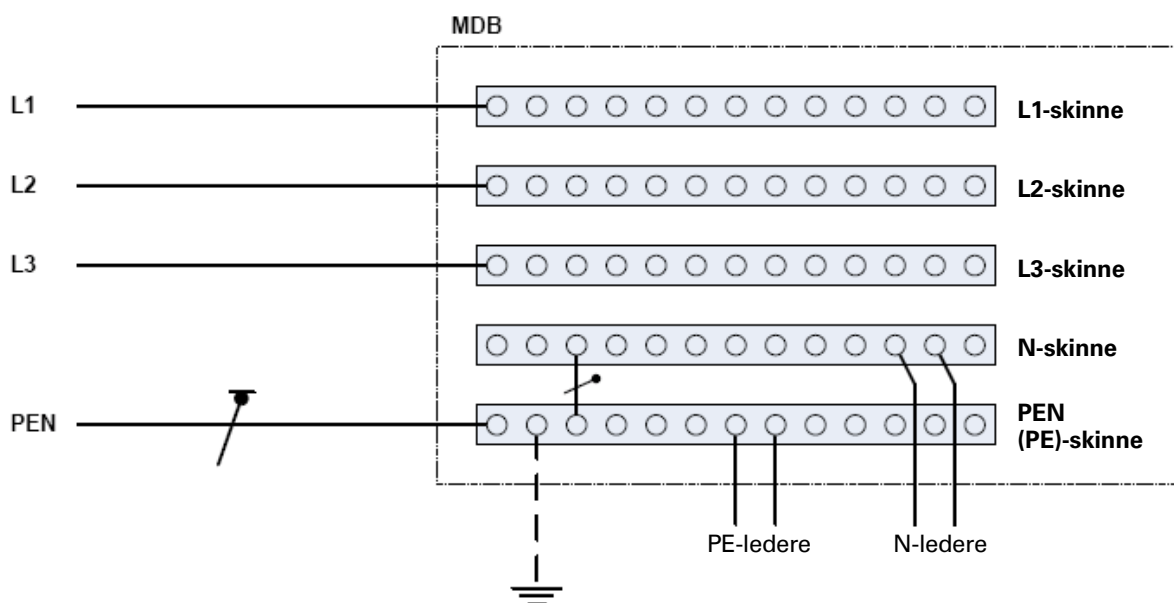 MDB
L1
L1-skinne
L2
L2-skinne
L3
L3-skinne
N-skinne
PEN
PEN
(PE)-skinne
PE-ledere
N-ledere